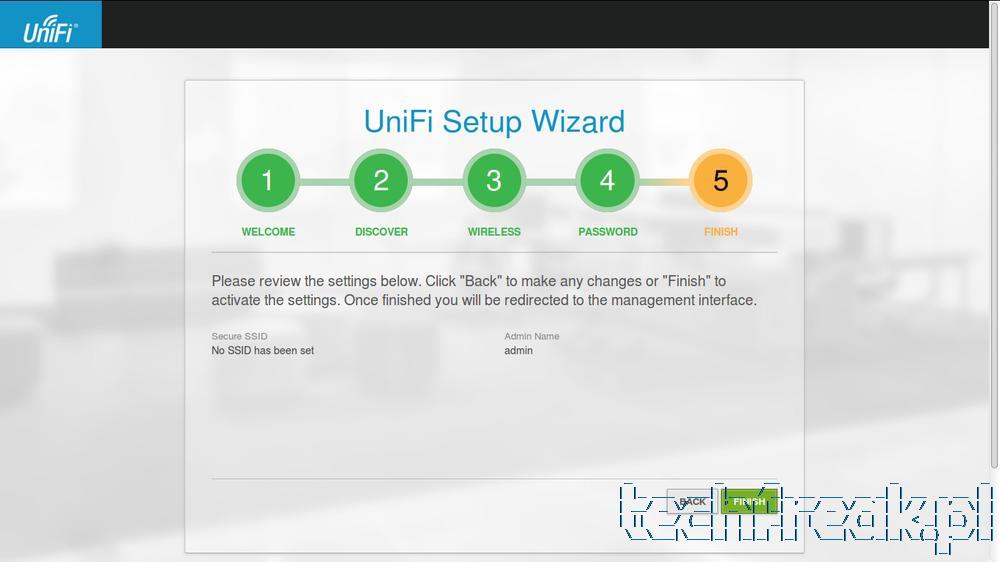 UniFi®
UniFi Setup Wizard
1 2 3 4 5
WELCOME DISCOVER WIRELESS PASSWORD FINISH
Please review the settings below. Click "Back" to make any changes or "Finish" to
activate the settings. Once finished you will be redirected to the management interface.
Secure SSID Admin Name
No SSID has been set admin
BACK FINISH
techfreak.pl